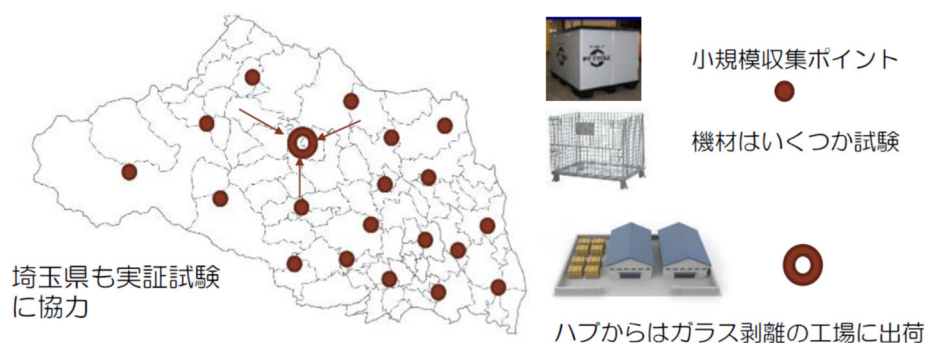 小規模収集ポイント
機材はいくつか試験
埼玉県も実証試験
に協力
ハブからはガラス剥離の工場に出荷
PV CYCLE